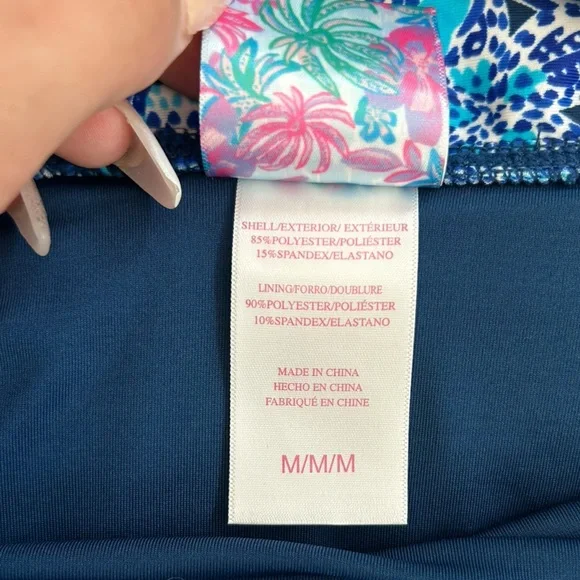 SHELL/EXTERIOR/ EXTÉRIEUR
85%POLYESTER/POLIÉSTER
15%SPANDEX/ELASTANO
LINING/FORRO/DOUBLURE
90%POLYESTER/POLIÉSTER
10%SPANDEX/ELASTANO
MADE IN CHINA
HECHO EN CHINA
FABRIQUÉ EN CHINE
M/M/M